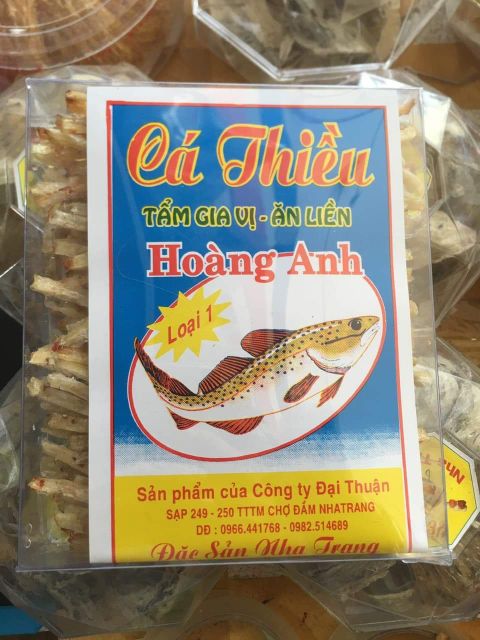 Cá Thiều
TẨM GIA VỊ - ĂN LIỀN
Hoàng Anh
Loại 1
Sản phẩm của Công ty Đại Thuận
SẠP 249 - 250 TTTM CHỢ ĐẦM NHATRANG
DĐ : 0966.441768 - 0982.514689
Đặc Sản Nha Trang